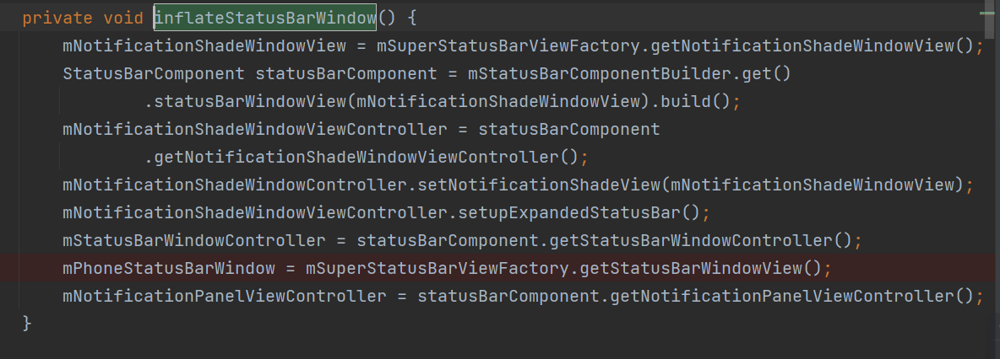 private void inflateStatusBarWindow() {
mNotificationShadeWindowView = mSuperStatusBarViewFactory.getNotificationShadeWindowView();
StatusBarComponent statusBarComponent = mStatusBarComponentBuilder.get()
.statusBarWindowView(mNotificationShadeWindowView).build();
mNotificationShadeWindowViewController = statusBarComponent
.getNotificationShadeWindowViewController();
mNotificationShadeWindowController.setNotificationShadeView(mNotificationShadeWindowView);
mNotificationShadeWindowViewController.setupExpandedStatusBar();
mStatusBarWindowController = statusBarComponent.getStatusBarWindowController();
mPhoneStatusBarWindow = mSuperStatusBarViewFactory.getStatusBarWindowView();
mNotificationPanelViewController = statusBarComponent.getNotificationPanelViewController();
}